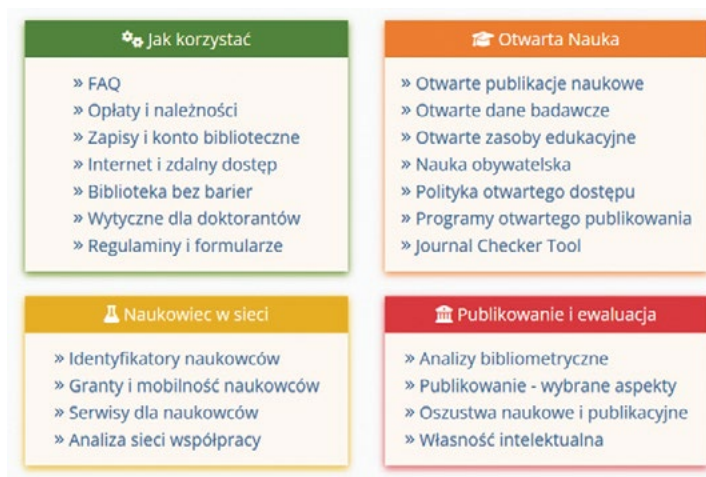 Jak korzystać
» FAQ
» Opłaty i należności
» Zapisy i konto biblioteczne
» Internet i zdalny dostęp
» Biblioteka bez barier
» Wytyczne dla doktorantów
» Regulaminy i formularze
Otwarta Nauka
» Otwarte publikacje naukowe
» Otwarte dane badawcze
» Otwarte zasoby edukacyjne
» Nauka obywatelska
» Polityka otwartego dostępu
» Programy otwartego publikowania
» Journal Checker Tool
Naukowiec w sieci
» Identyfikatory naukowców
» Granty i mobilność naukowców
» Serwisy dla naukowców
» Analiza sieci współpracy
Publikowanie i ewaluacja
» Analizy bibliometryczne
» Publikowanie - wybrane aspekty
» Oszustwa naukowe i publikacyjne
» Własność intelektualna